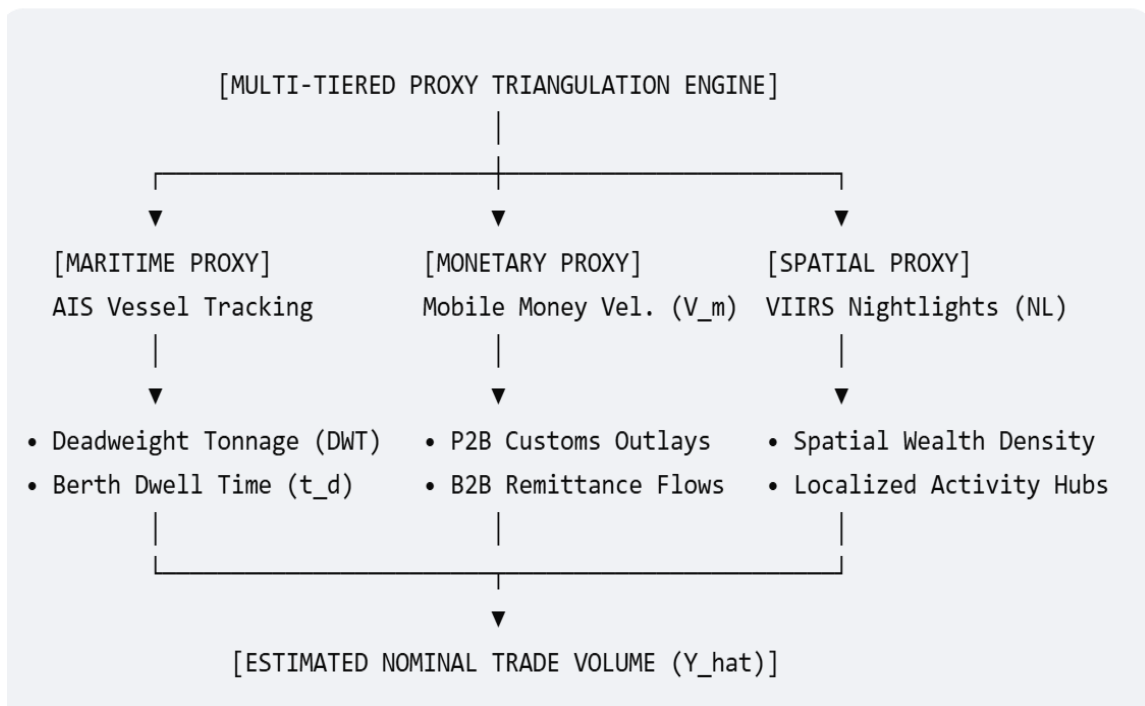 [MULTI-TIERED PROXY TRIANGULATION ENGINE]
[MARITIME PROXY] [MONETARY PROXY] [SPATIAL PROXY]
AIS Vessel Tracking Mobile Money Vel. (V_m) VIIRS Nightlights (NL)
• Deadweight Tonnage (DWT) • P2B Customs Outlays • Spatial Wealth Density
• Berth Dwell Time (t_d) • B2B Remittance Flows • Localized Activity Hubs
[ESTIMATED NOMINAL TRADE VOLUME (Y_hat)]